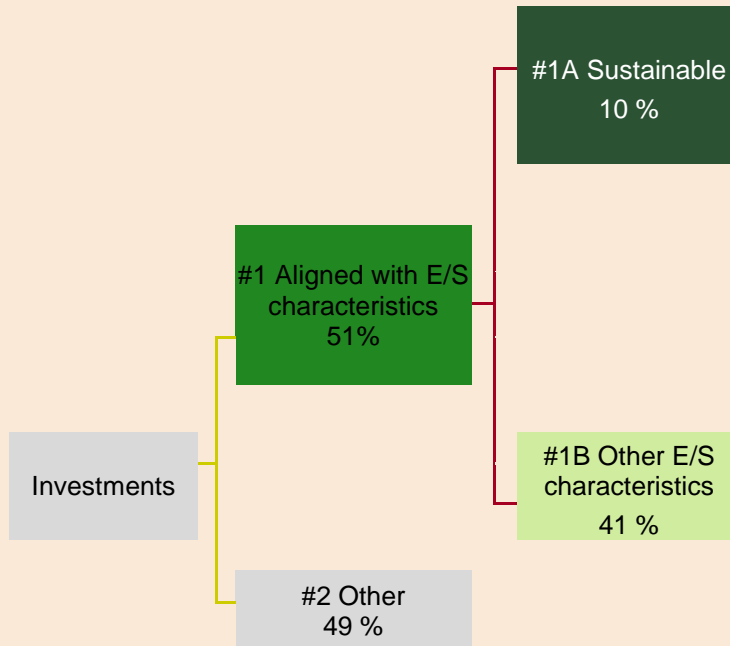 #1A Sustainable
10 %
#1 Aligned with E/S
characteristics
51%
Investments
#1B Other E/S
characteristics
41 %
#2 Other
49 %